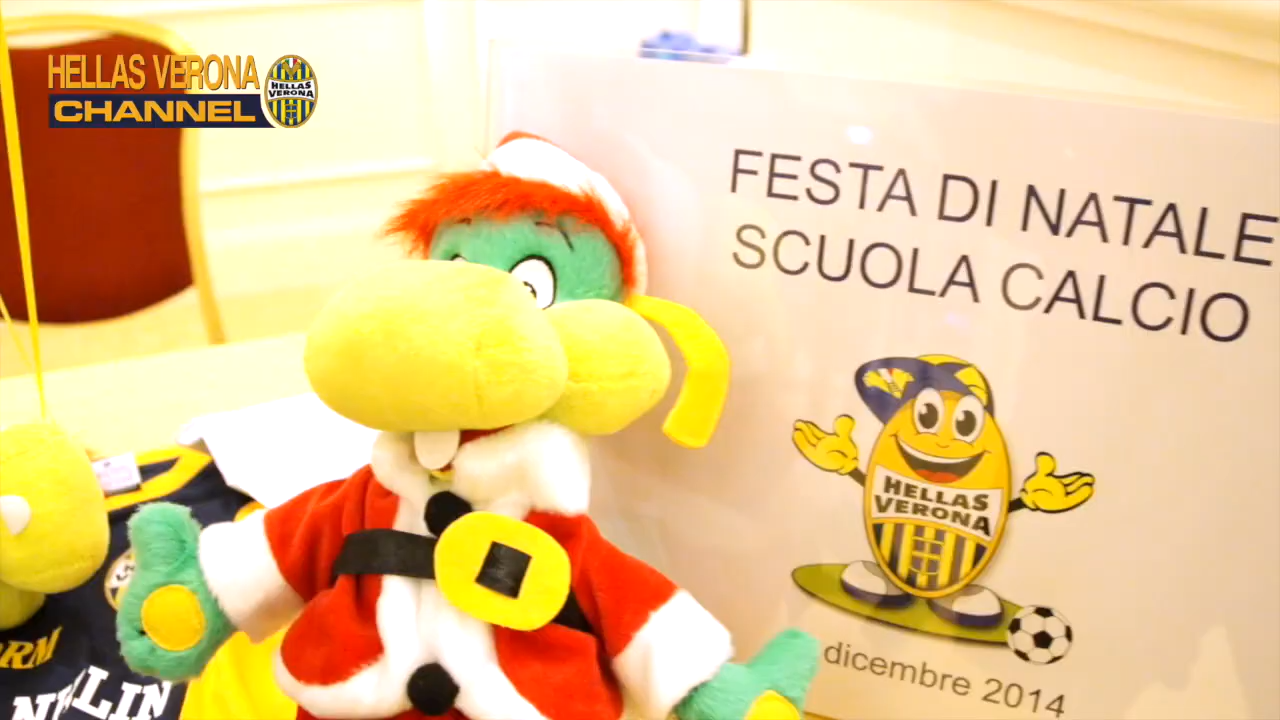 HELLAS VERONA
CHANNEL
HELLAS
VERONA
FESTA DI NATALE
SCUOLA CALCIO
HELLAS
VERONA
dicembre 2014